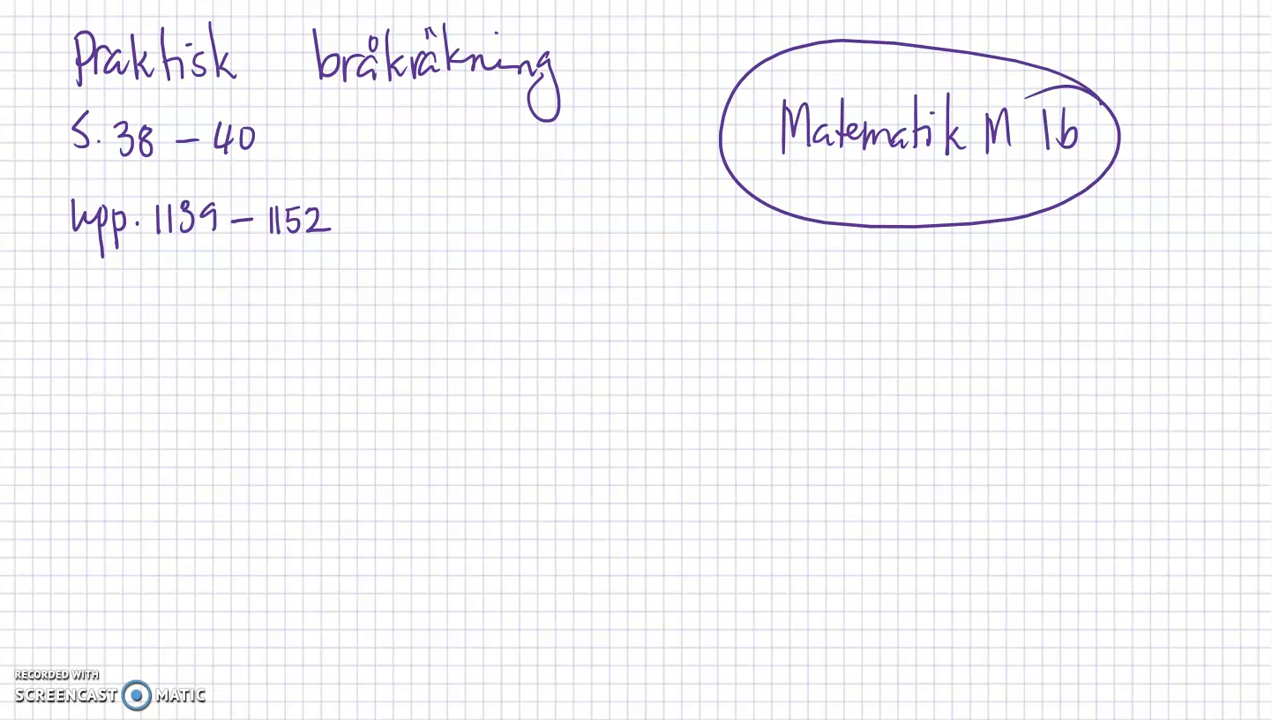 Praktisk bråkräkning
S. 38 – 40
Upp. 1139 – 1152
Matematik M 1b
RECORDED WITH
SCREENCAST MATIC